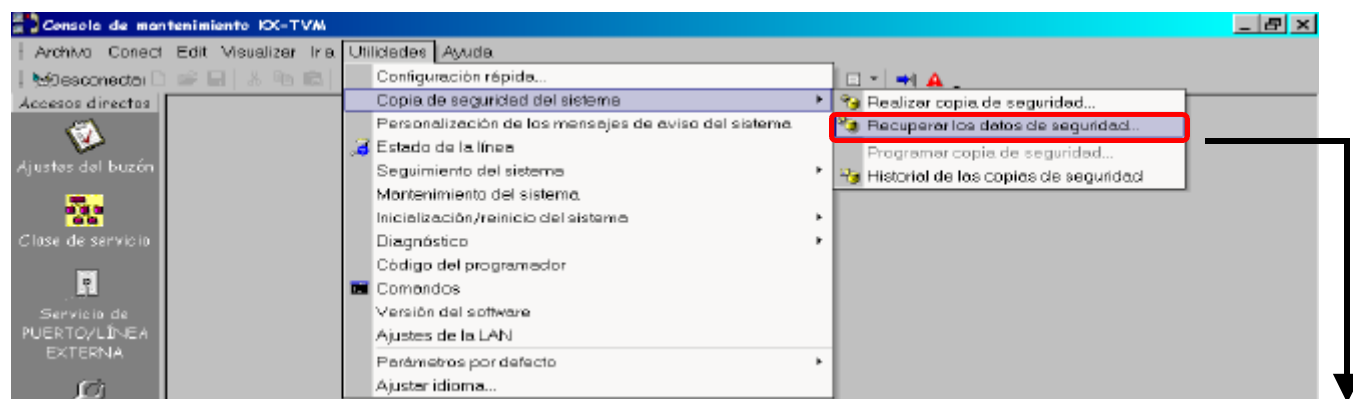 Consola de mantenimiento KX-TVM
Archivo Conect Edit Visualizar Ir a Utilidades Ayuda
Desconectar
Accesos directos
Ajustes del buzón
Clase de servicio
Servicio de
PUERTO/LÍNEA
EXTERNA
Configuración rápida...
Copia de seguridad del sistema
Personalización de los mensajes de aviso del sistema
Estado de la línea
Seguimiento del sistema
Mantenimiento del sistema
Inicialización/reinicio del sistema
Diagnóstico
Código del programador
Comandos
Versión del software
Ajustes de la LAN
Parámetros por defecto
Ajustar idioma...
Realizar copia de seguridad...
Recuperar los datos de seguridad...
Programar copia de seguridad...
Historial de las copias de seguridad